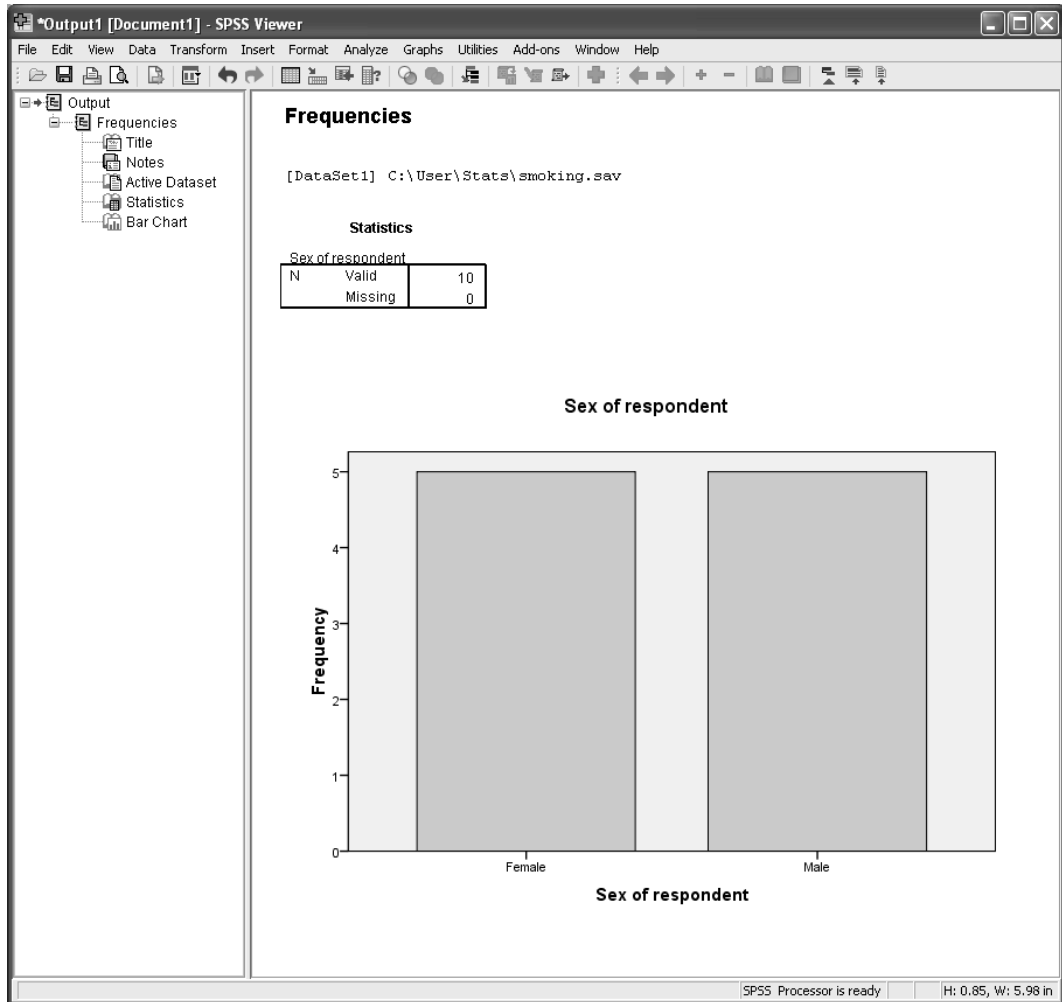 *Output1 [Document1] - SPSS Viewer
File Edit View Data Transform Insert Format Analyze Graphs Utilities Add-ons Window Help
Output
Frequencies
Title
Notes
Active Dataset
Statistics
Bar Chart
Frequencies
[DataSet1] C:\User\Stats\smoking.sav
Statistics
Sex of respondent
N Valid 10
Missing 0
Sex of respondent
5
4
3
2
1
0
Frequency
Female Male
Sex of respondent
SPSS Processor is ready H: 0.85, W: 5.98 in